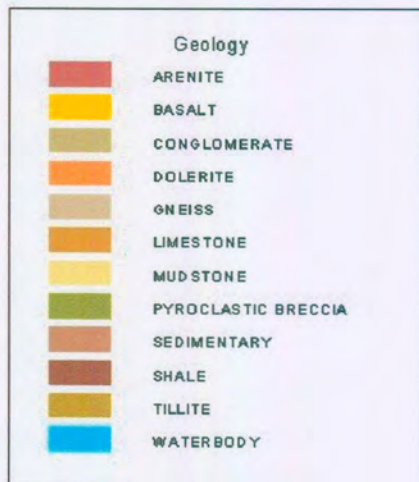 Geology
ARENITE
BASALT
CONGLOMERATE
DOLERITE
GNEISS
LIMESTONE
MUDSTONE
PYROCLASTIC BRECCIA
SEDIMENTARY
SHALE
TILLITE
WATERBODY